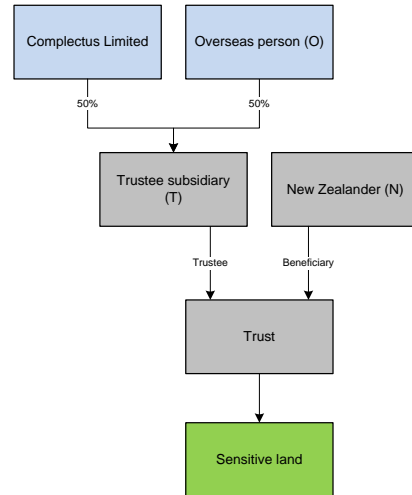 Complectus Limited
Overseas person (O)
50%
50%
Trustee subsidiary
(T)
New Zealander (N)
Trustee
Beneficiary
Trust
Sensitive land